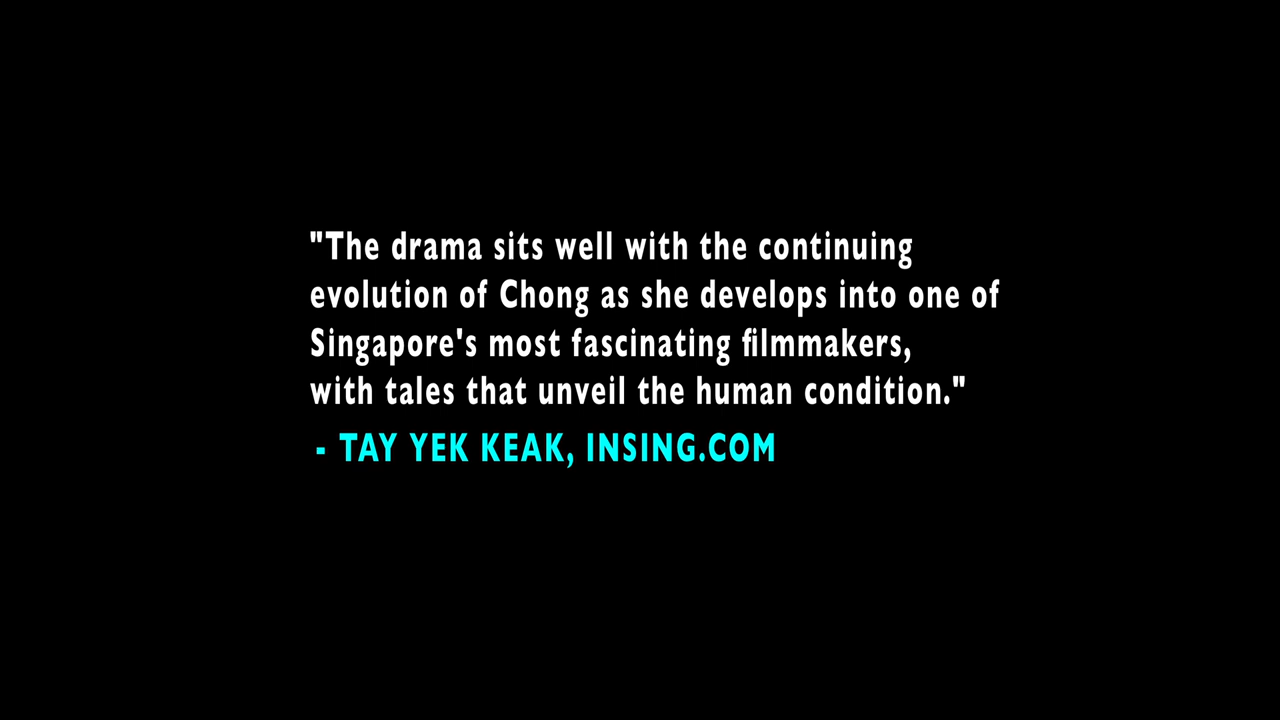 "The drama sits well with the continuing
evolution of Chong as she develops into one of
Singapore's most fascinating filmmakers,
with tales that unveil the human condition."
- TAY YEK KEAK, INSING.COM